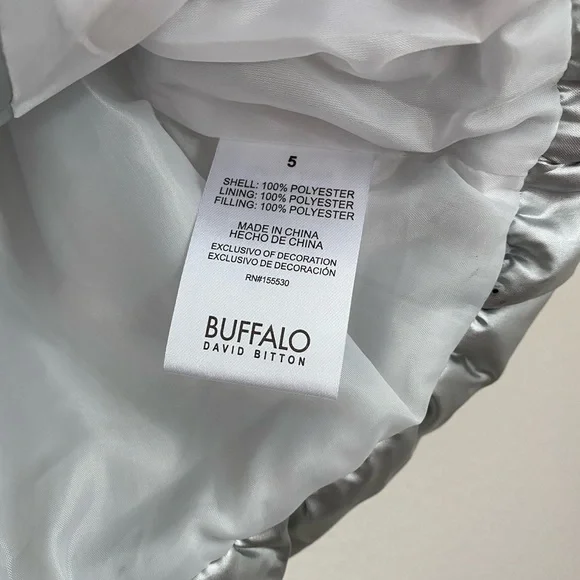 5
SHELL: 100% POLYESTER
LINING: 100% POLYESTER
FILLING: 100% POLYESTER
MADE IN CHINA
HECHO DE CHINA
EXCLUSIVO OF DECORATION
EXCLUSIVO DE DECORACIÓN
RN#155530
BUFFALO
DAVID BITTON